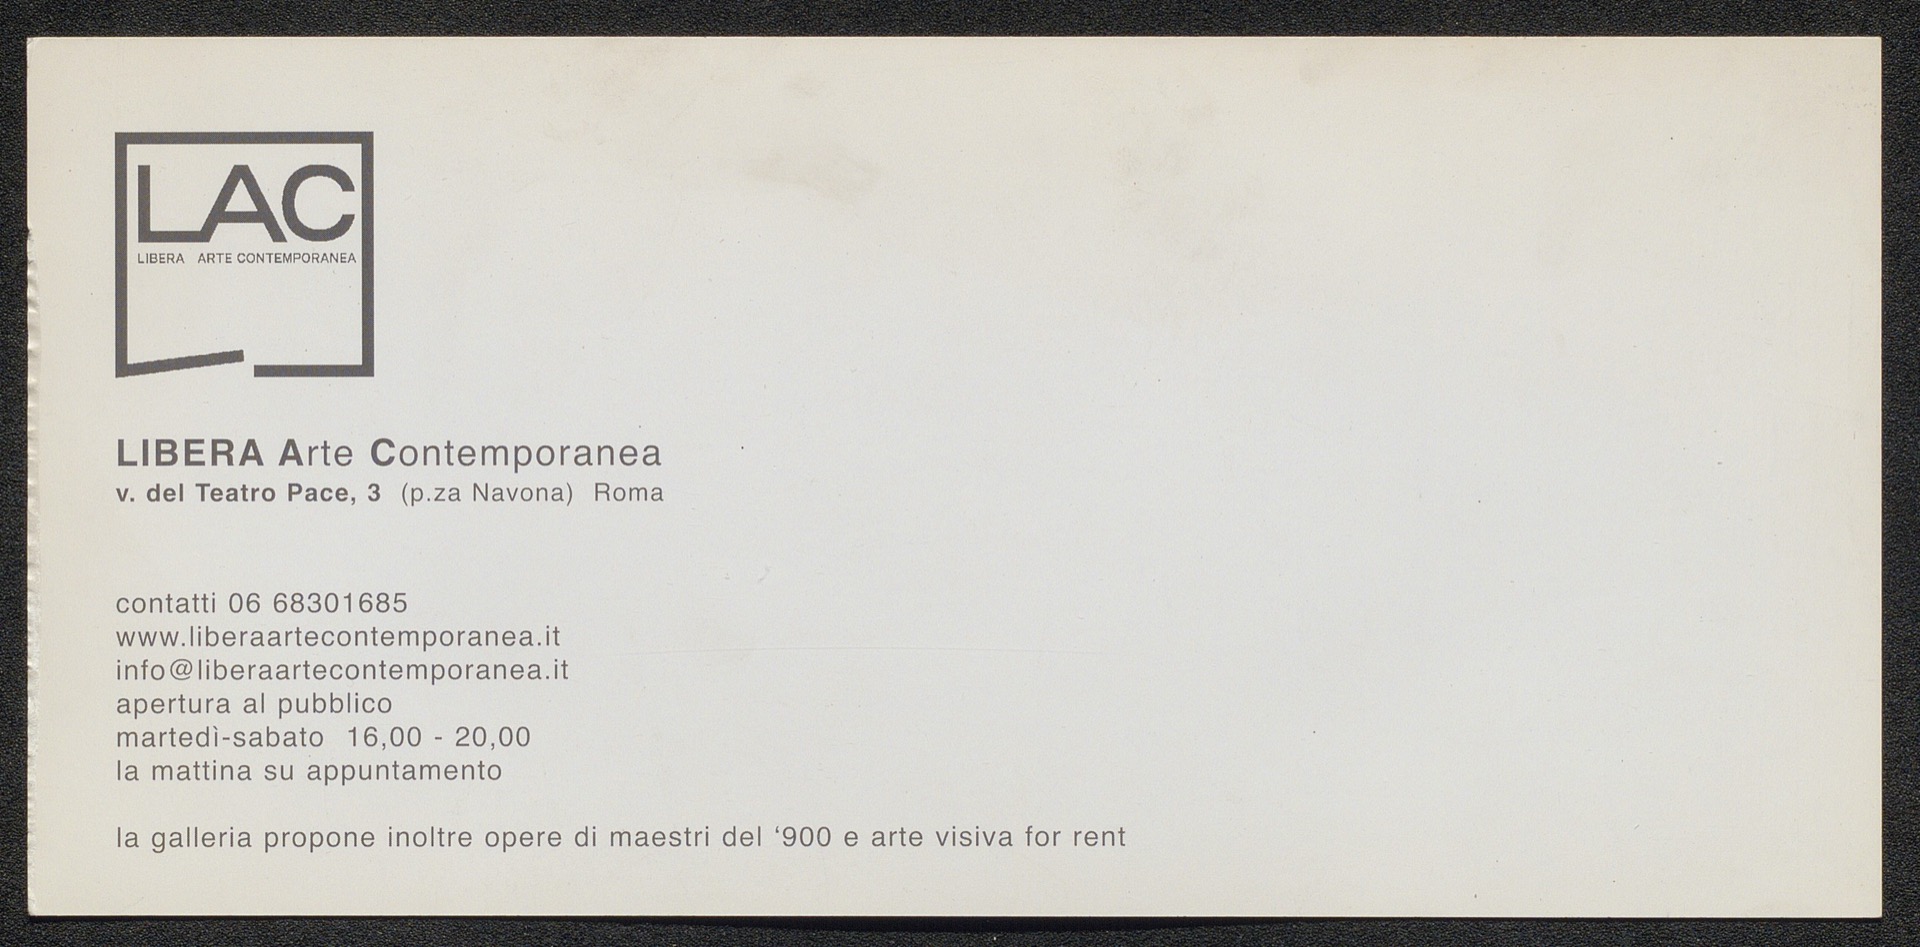 LAC
LIBERA ARTE CONTEMPORANEA
LIBERA Arte Contemporanea
v. del Teatro Pace, 3 (p.za Navona) Roma
contatti 06 68301685
www.liberaartecontemporanea.it
info@liberaartecontemporanea.it
apertura al pubblico
martedì-sabato 16,00 - 20,00
la mattina su appuntamento
la galleria propone inoltre opere di maestri del ‘900 e arte visiva for rent